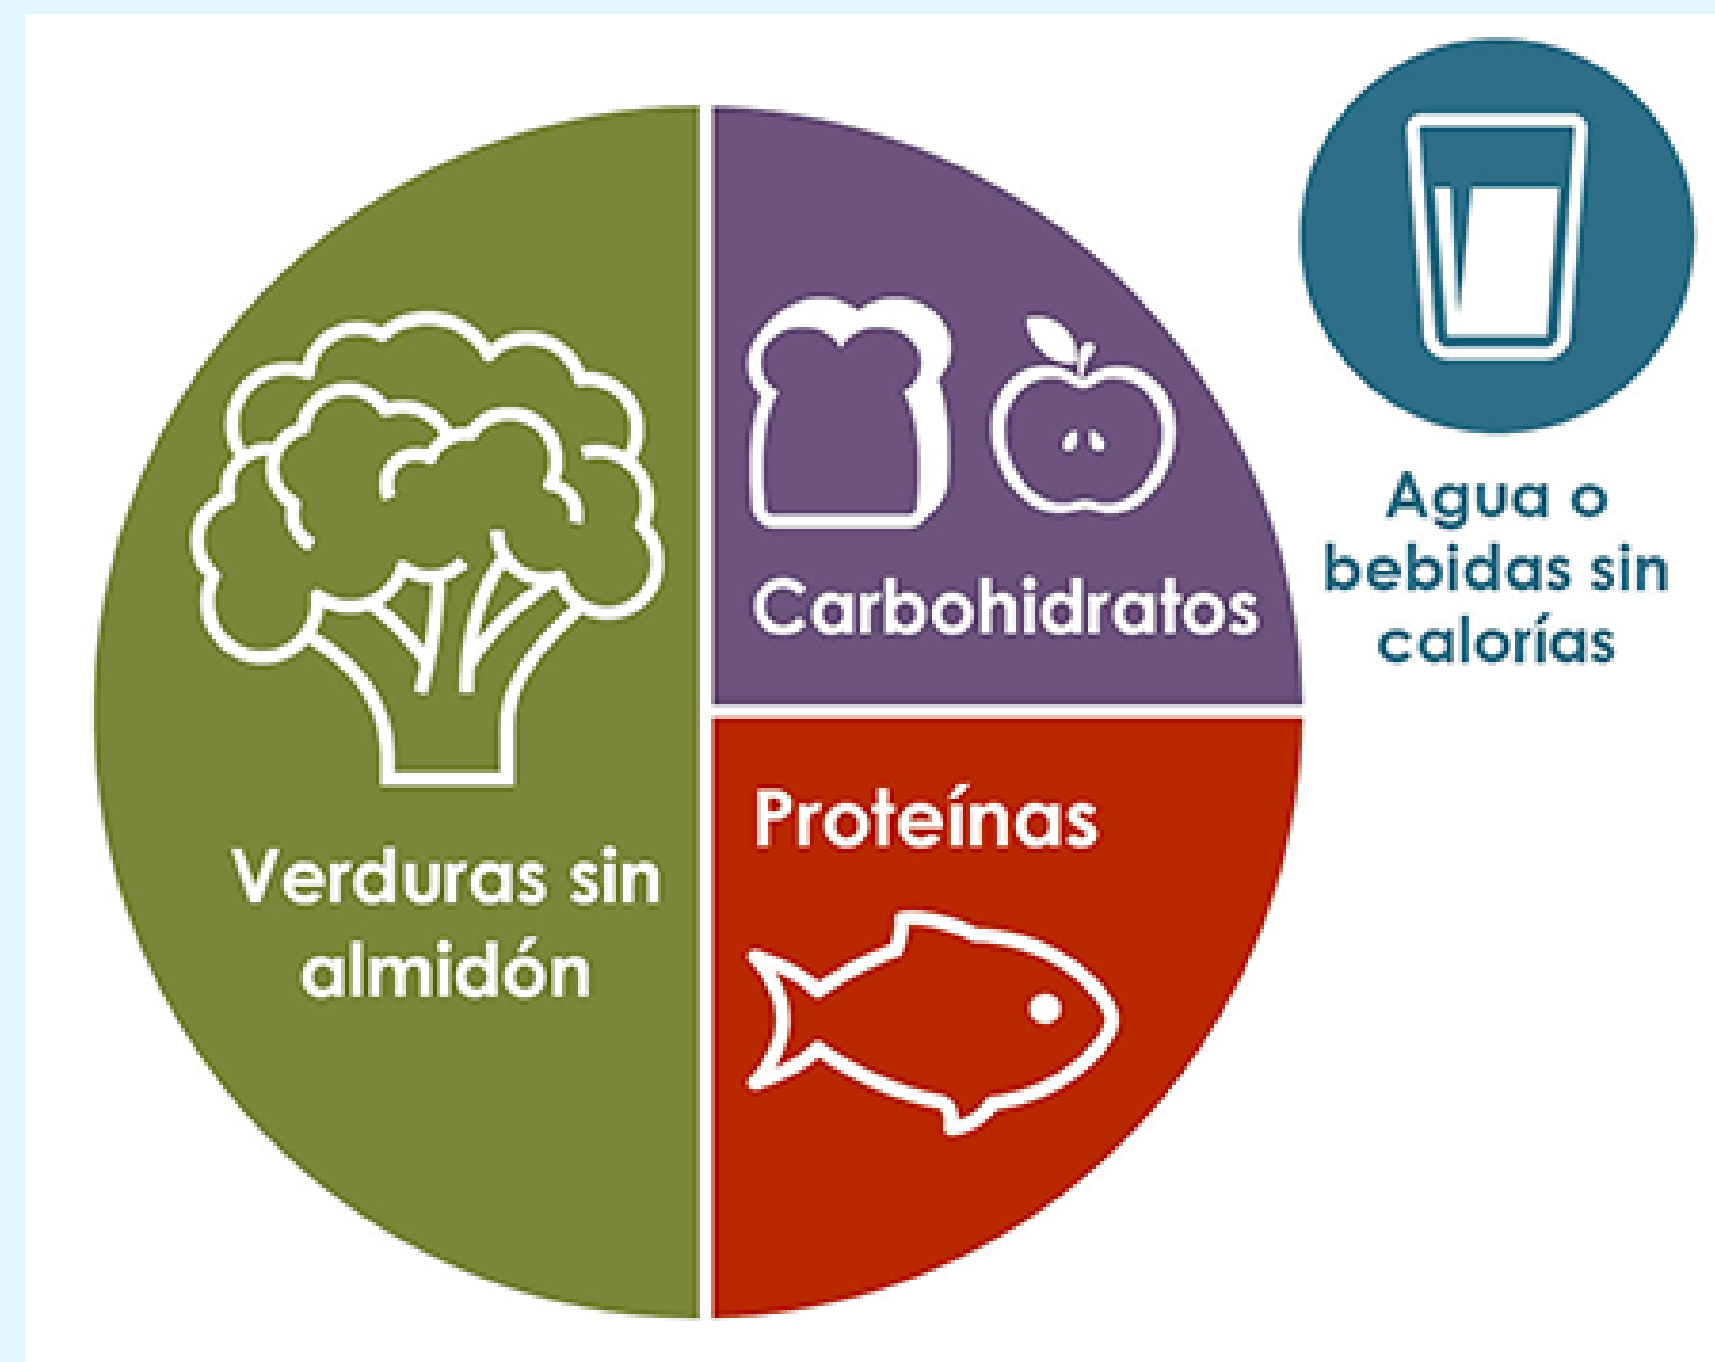 Verduras sin
almidón
Carbohidratos
Proteínas
Agua o
bebidas sin
calorías